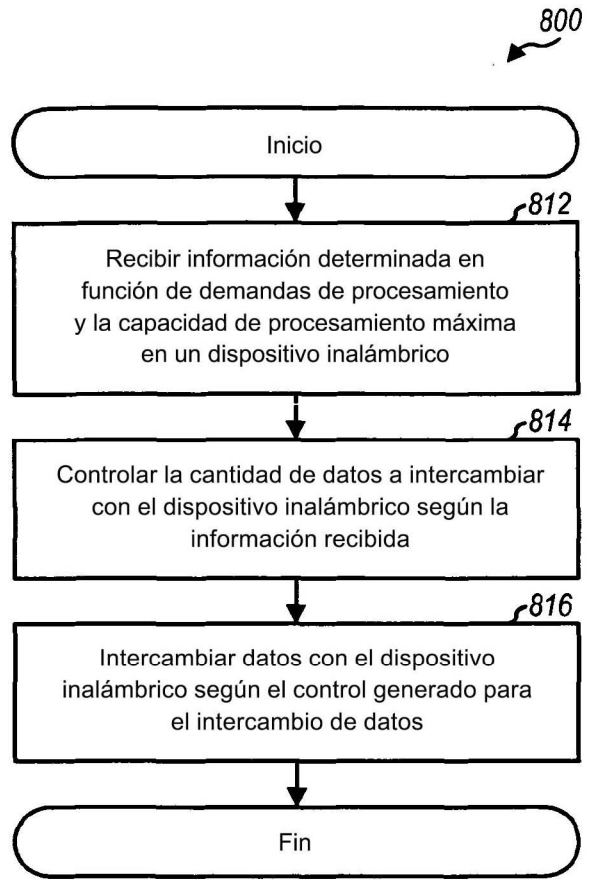 800
Inicio
812
Recibir información determinada en
función de demandas de procesamiento
y la capacidad de procesamiento máxima
en un dispositivo inalámbrico
814
Controlar la cantidad de datos a intercambiar
con el dispositivo inalámbrico según la
información recibida
816
Intercambiar datos con el dispositivo
inalámbrico según el control generado para
el intercambio de datos
Fin